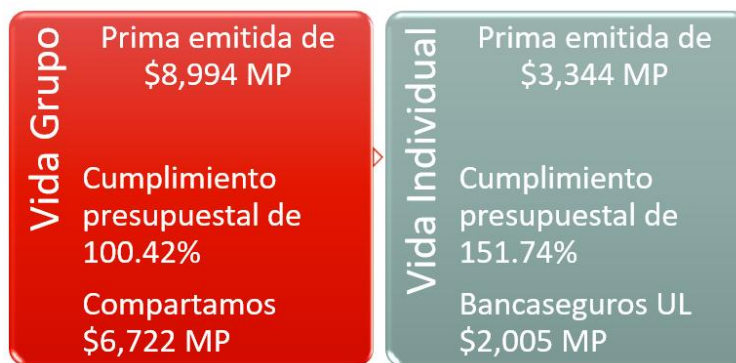 Vida Grupo
Prima emitida de
$8,994 MP
Cumplimiento
presupuestal de
100.42%
Compartamos
$6,722 MP
Vida Individual
Prima emitida de
$3,344 MP
Cumplimiento
presupuestal de
151.74%
Bancaseguros UL
$2,005 MP